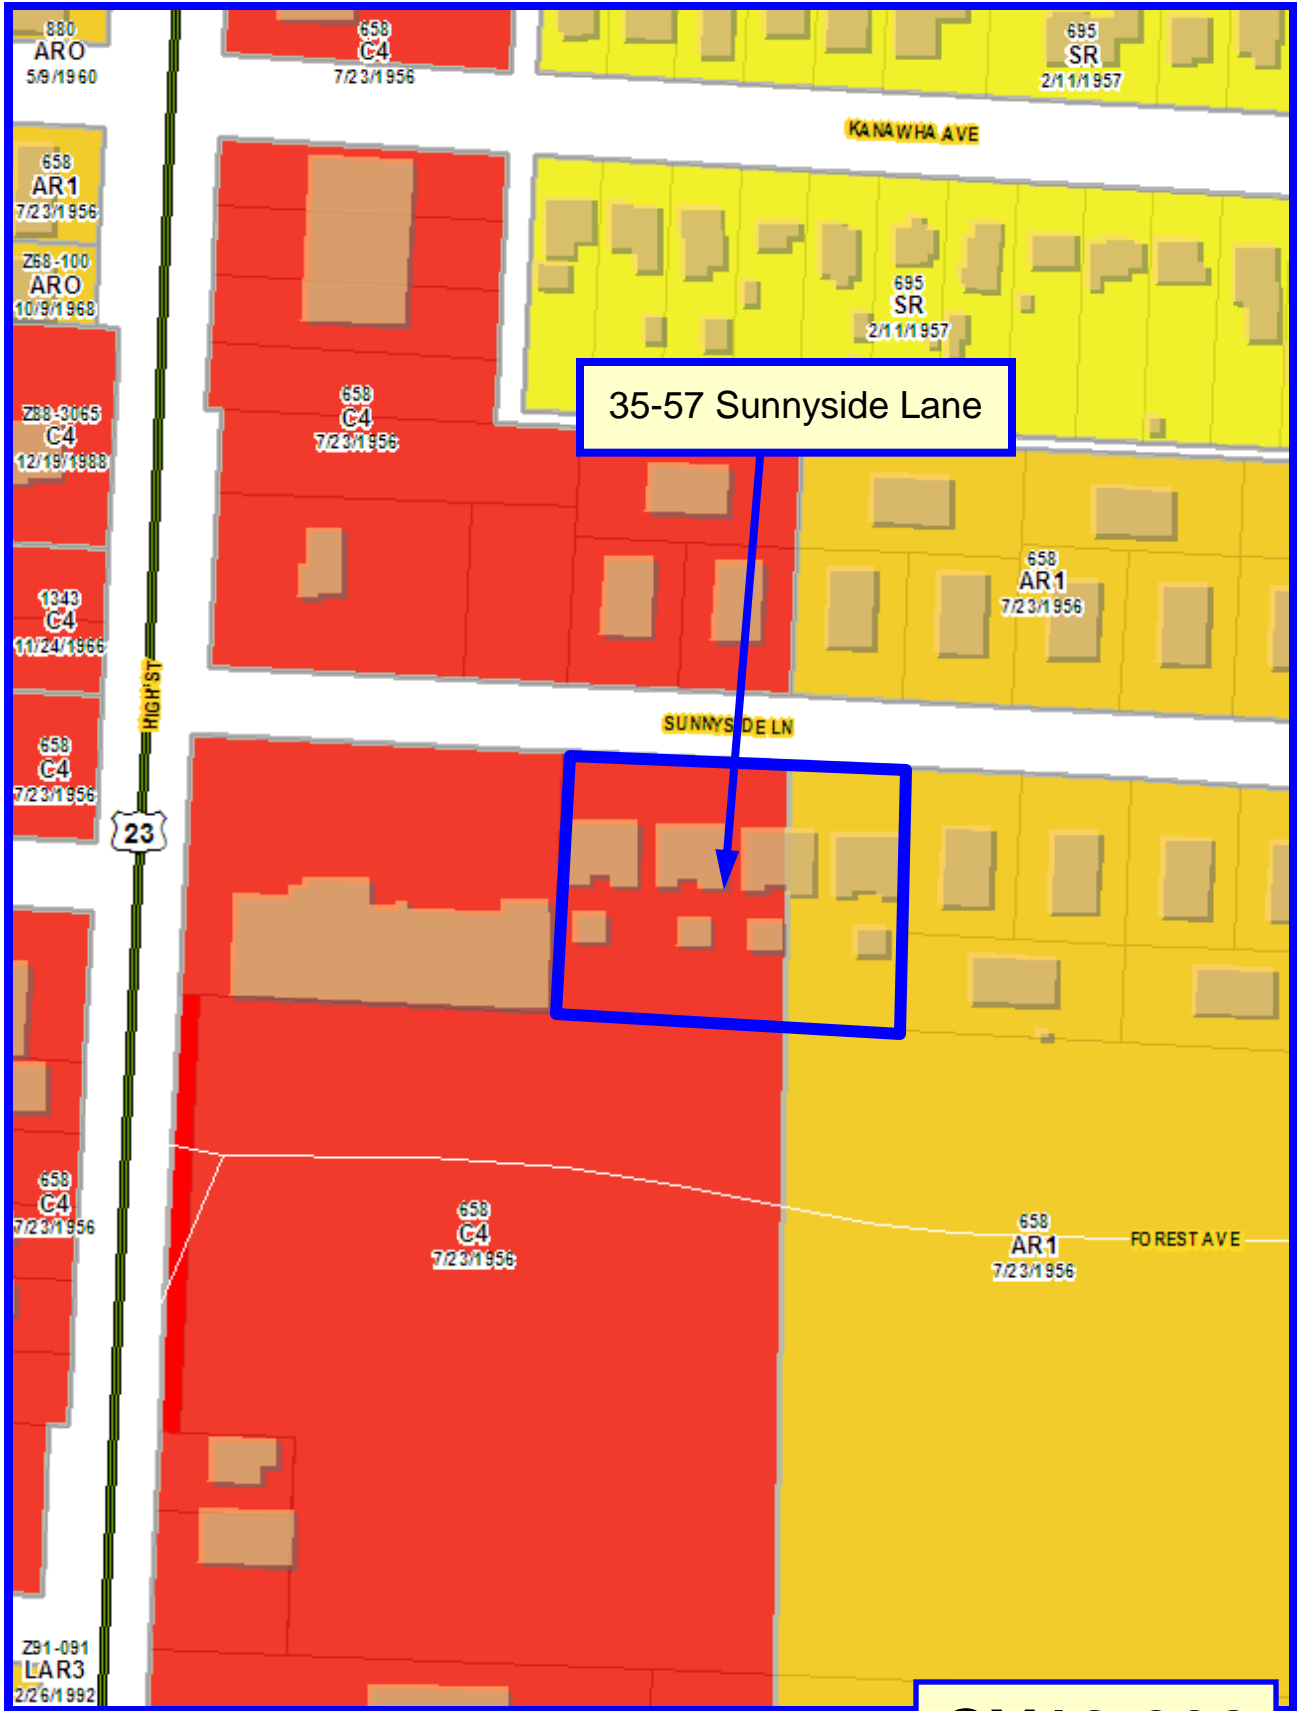 880
ARO
5/9/1960
658
C4
7/23/1956
695
SR
2/11/1957
KANAWHA AVE
658
AR1
7/23/1956
Z68-100
ARO
10/9/1968
695
SR
2/11/1957
35-57 Sunnyside Lane
658
C4
7/23/1956
Z88-3065
C4
12/19/1988
658
AR1
7/23/1956
1343
C4
11/24/1966
HIGH ST
SUNNYSIDE LN
658
C4
7/23/1956
23
658
C4
7/23/1956
658
C4
7/23/1956
658
AR1
7/23/1956
FOREST AVE
Z91-091
LAR3
2/26/1992